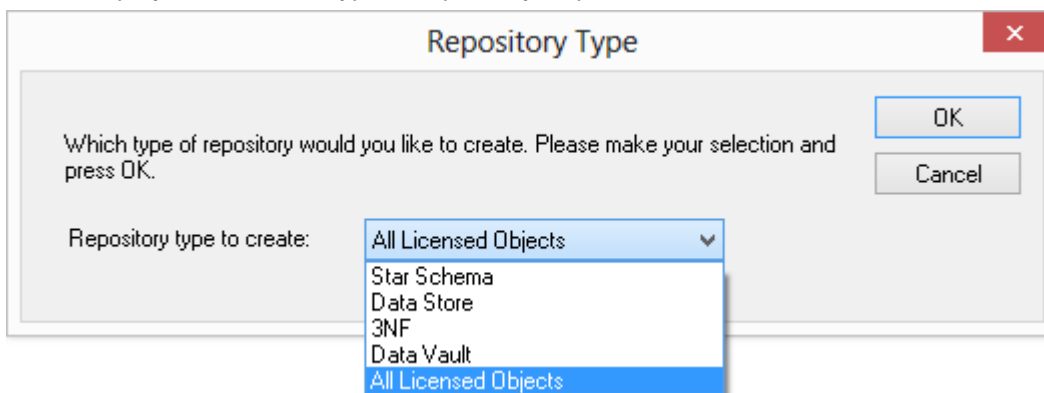 Repository Type
Which type of repository would you like to create. Please make your selection and
press OK.
OK
Cancel
Repository type to create:
All Licensed Objects
Star Schema
Data Store
3NF
Data Vault
All Licensed Objects